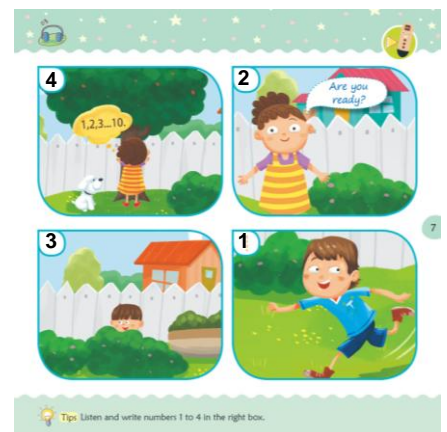 4
1,2,3...10.
2
Are you
ready?
3
1
7
Tips Listen and write numbers 1 to 4 in the right box.